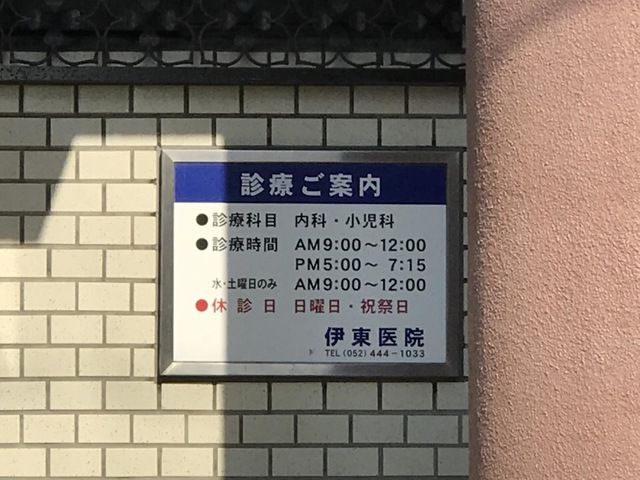 診療ご案内
●診療科目 内科・小児科
●診療時間 AM9:00〜12:00
PM5:00〜 7:15
水・土曜日のみ AM9:00〜12:00
●休診日 日曜日・祝祭日
伊東医院
TEL(052)444-1033